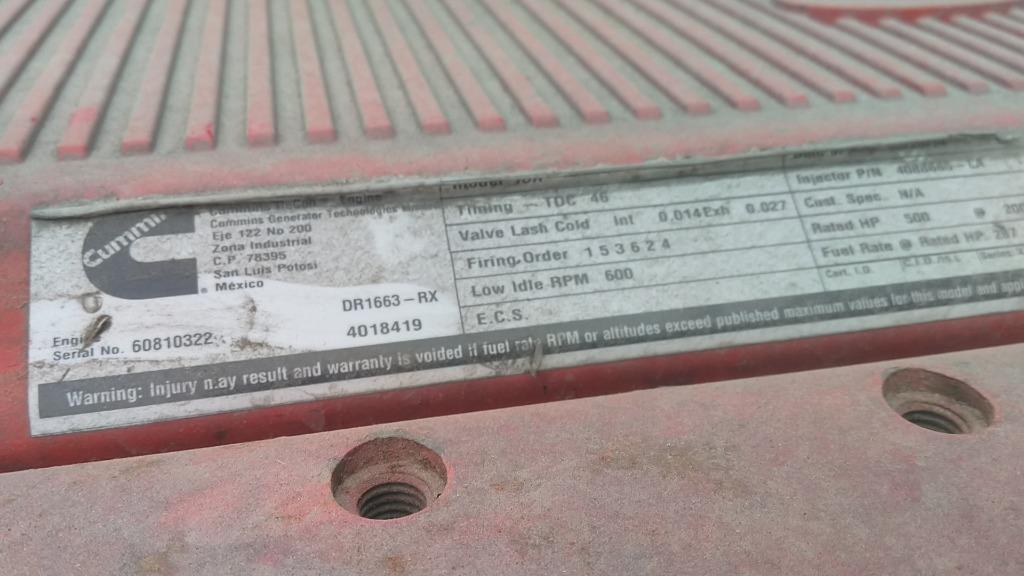 Cummins
Cummins Generator Technologies
Eje 122 No 200
Zona Industrial
C.P. 78395
San Luis Potosi
México
DR1663-RX
4018419
Engine
Serial No. 60810322
Timing - TDC 46
Valve Lash Cold Int 0.014 Exh 0.027
Firing Order 1 5 3 6 2 4
Low Idle RPM 600
E.C.S.
Injector P/N
Cust. Spec. N/A
Rated HP 500 @
Fuel Rate @ Rated HP:
Cert. I.D.
Warning: Injury may result and warranty is voided if fuel rate RPM or altitudes exceed published maximum values for this model and